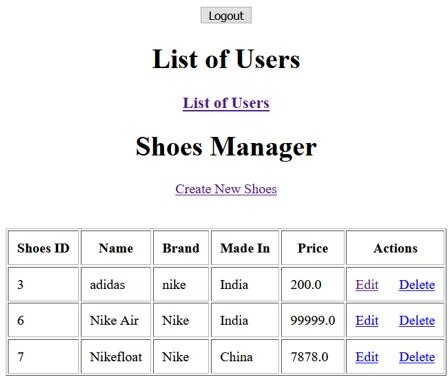 Logout
List of Users
List of Users
Shoes Manager
Create New Shoes
Shoes ID Name Brand Made In Price Actions
3 adidas nike India 200.0 Edit Delete
6 Nike Air Nike India 99999.0 Edit Delete
7 Nikefloat Nike China 7878.0 Edit Delete